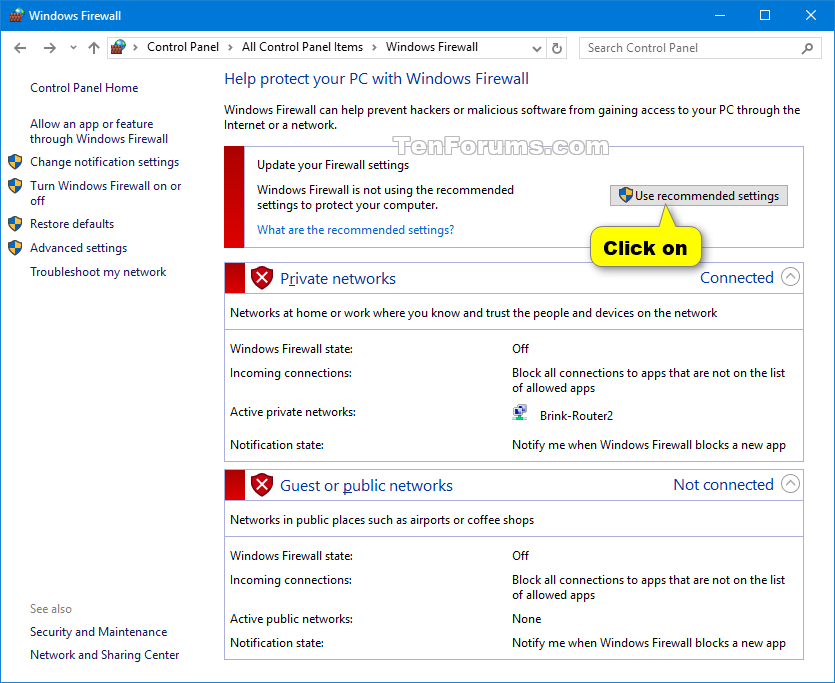 Windows Firewall
Control Panel > All Control Panel Items > Windows Firewall
Search Control Panel
Control Panel Home
Allow an app or feature
through Windows Firewall
Change notification settings
Turn Windows Firewall on or
off
Restore defaults
Advanced settings
Troubleshoot my network
Help protect your PC with Windows Firewall
Windows Firewall can help prevent hackers or malicious software from gaining access to your PC through the
Internet or a network.
TenForums.com
Update your Firewall settings
Windows Firewall is not using the recommended
settings to protect your computer.
What are the recommended settings?
Use recommended settings
Click on
Private networks
Connected
Networks at home or work where you know and trust the people and devices on the network
Windows Firewall state: Off
Incoming connections: Block all connections to apps that are not on the list
of allowed apps
Active private networks: Brink-Router2
Notification state: Notify me when Windows Firewall blocks a new app
Guest or public networks
Not connected
Networks in public places such as airports or coffee shops
Windows Firewall state: Off
Incoming connections: Block all connections to apps that are not on the list
of allowed apps
Active public networks: None
Notification state: Notify me when Windows Firewall blocks a new app
See also
Security and Maintenance
Network and Sharing Center